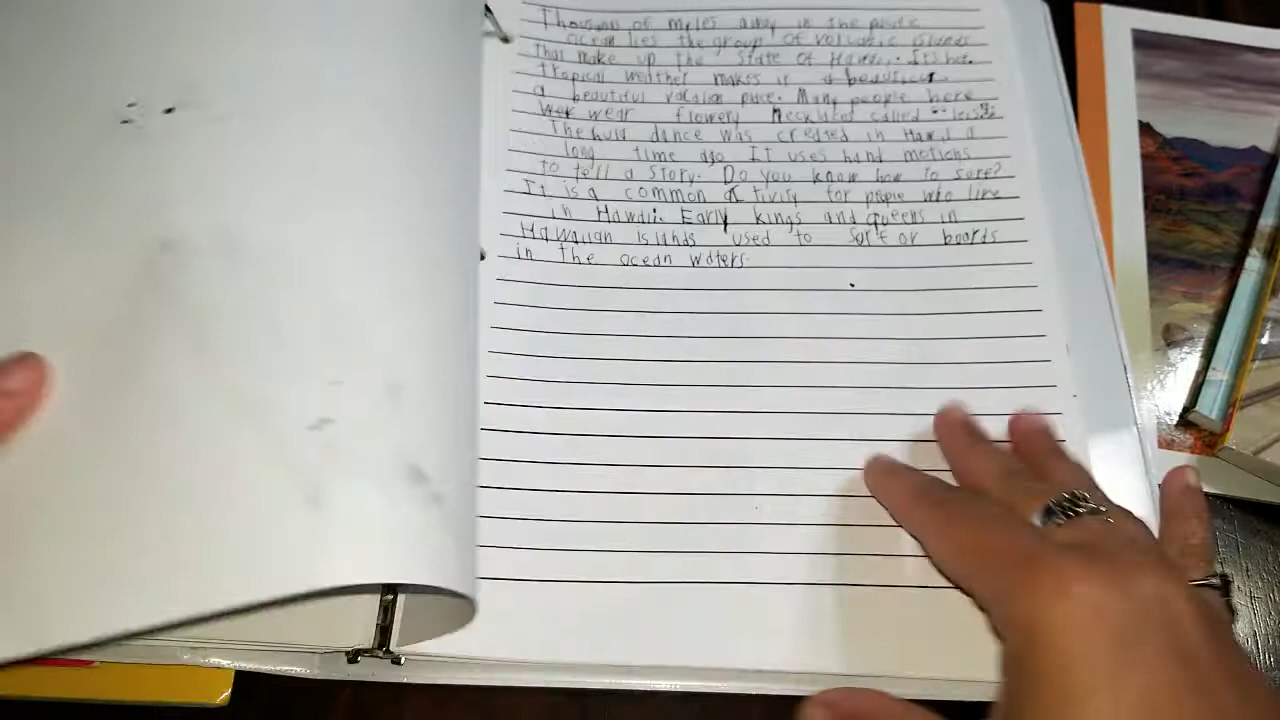 Thousands of myles away in the pacific
ocean lies the group of volcanic islands
that make up the State of Hawaii. Its hot.
tropical weather makes it a beautiful
a beautiful vacation place. Many people here
wear flowery necklaces called "leis"
The hula dance was created in Hawaii a
long time ago It uses hand motions
to tell a story. Do you know how to surf?
It is a common activity for people who live
in Hawaii. Early kings and queens in
Hawaiian islands used to surf or boards
in the ocean waters.